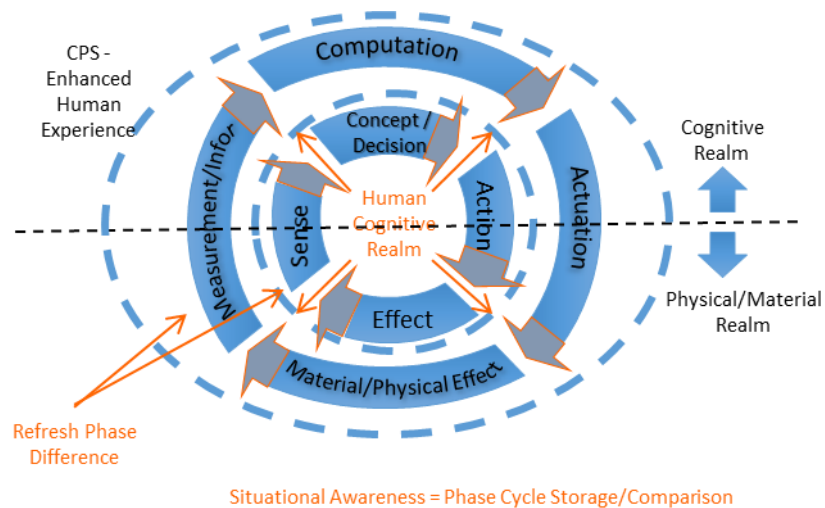 CPS -
Enhanced
Human
Experience
Computation
Concept /
Decision
Measurement/Infor
Sense
Human
Cognitive
Realm
Action
Actuation
Cognitive
Realm
Physical/Material
Realm
Effect
Material/Physical Effect
Refresh Phase
Difference
Situational Awareness = Phase Cycle Storage/Comparison